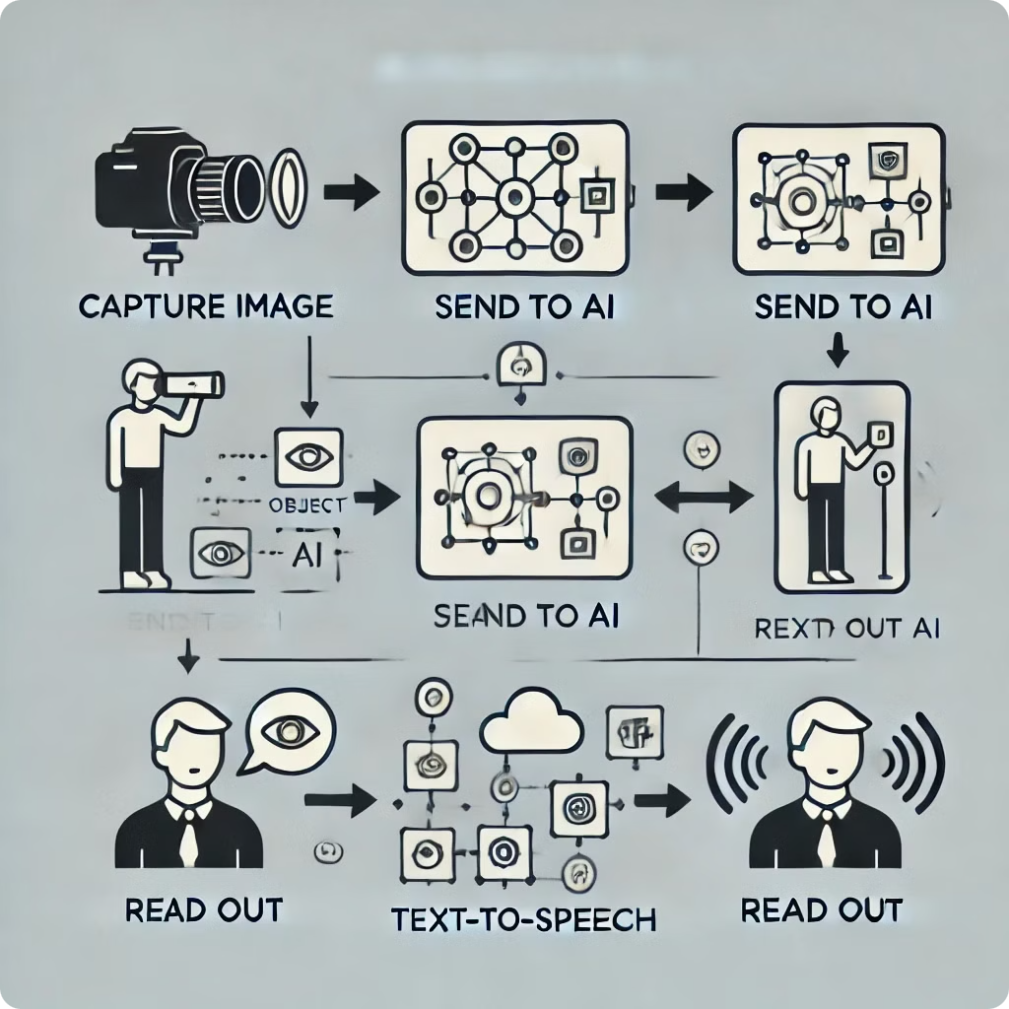 CAPTURE IMAGE
SEND TO AI
SEND TO AI
OBJECT
AI
SEAND TO AI
REXT OUT AI
READ OUT
TEXT-TO-SPEECH
READ OUT